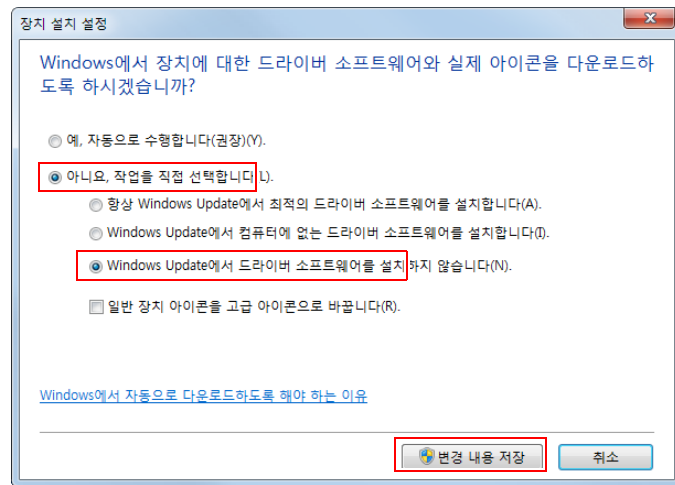 장치 설치 설정
Windows에서 장치에 대한 드라이버 소프트웨어와 실제 아이콘을 다운로드하
도록 하시겠습니까?
예, 자동으로 수행합니다(권장)(Y).
아니요, 작업을 직접 선택합니다(L).
항상 Windows Update에서 최적의 드라이버 소프트웨어를 설치합니다(A).
Windows Update에서 컴퓨터에 없는 드라이버 소프트웨어를 설치합니다(I).
Windows Update에서 드라이버 소프트웨어를 설치하지 않습니다(N).
일반 장치 아이콘을 고급 아이콘으로 바꿉니다(R).
Windows에서 자동으로 다운로드하도록 해야 하는 이유
변경 내용 저장 취소